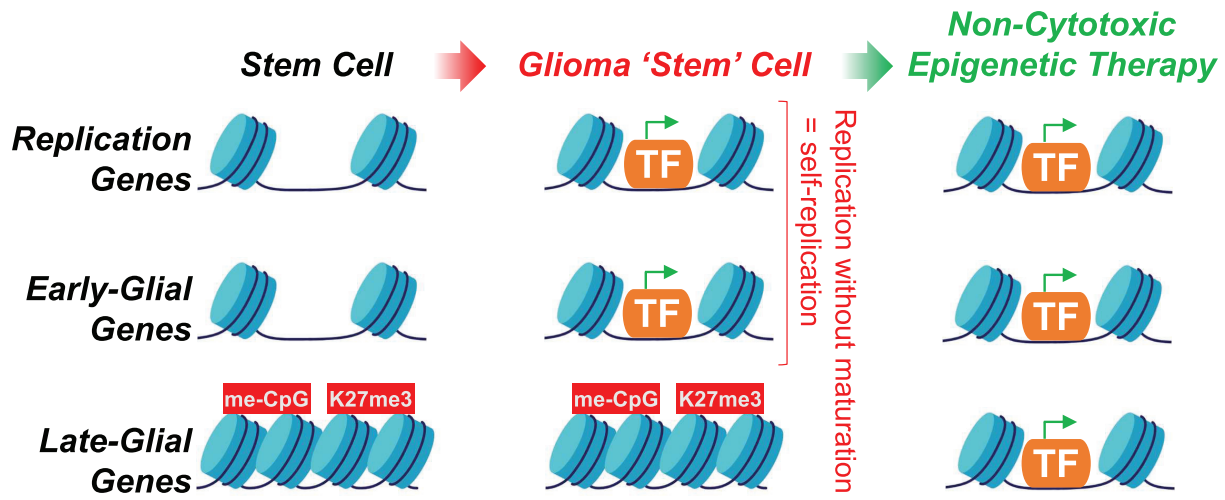 Stem Cell
Glioma ‘Stem’ Cell
Non-Cytotoxic
Epigenetic Therapy
Replication
Genes
TF
TF
Replication without maturation
= self-replication
Early-Glial
Genes
TF
TF
Late-Glial
Genes
me-CpG
K27me3
me-CpG
K27me3
TF